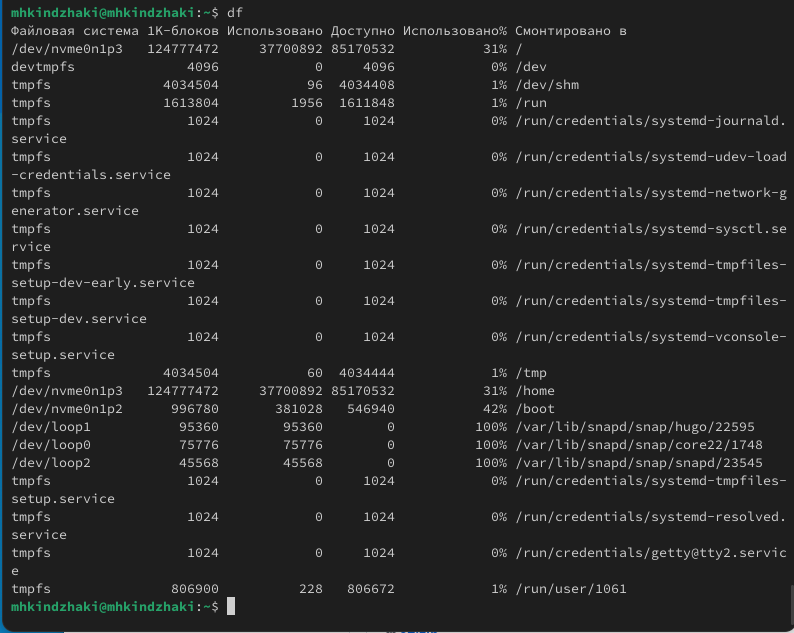 mhkindzhaki@mhkindzhaki:~$ df
Файловая система 1K-блоков Использовано Доступно Использовано% Смонтировано в
/dev/nvme0n1p3   124777472     37700892 85170532           31% /
devtmpfs              4096            0     4096            0% /dev
tmpfs              4034504           96  4034408            1% /dev/shm
tmpfs              1613804         1956  1611848            1% /run
tmpfs                 1024            0     1024            0% /run/credentials/systemd-journald.
service
tmpfs                 1024            0     1024            0% /run/credentials/systemd-udev-load
-credentials.service
tmpfs                 1024            0     1024            0% /run/credentials/systemd-network-g
enerator.service
tmpfs                 1024            0     1024            0% /run/credentials/systemd-sysctl.se
rvice
tmpfs                 1024            0     1024            0% /run/credentials/systemd-tmpfiles-
setup-dev-early.service
tmpfs                 1024            0     1024            0% /run/credentials/systemd-tmpfiles-
setup-dev.service
tmpfs                 1024            0     1024            0% /run/credentials/systemd-vconsole-
setup.service
tmpfs              4034504           60  4034444            1% /tmp
/dev/nvme0n1p3   124777472     37700892 85170532           31% /home
/dev/nvme0n1p2      996780       381028   546940           42% /boot
/dev/loop1           95360        95360        0          100% /var/lib/snapd/snap/hugo/22595
/dev/loop0           75776        75776        0          100% /var/lib/snapd/snap/core22/1748
/dev/loop2           45568        45568        0          100% /var/lib/snapd/snap/snapd/23545
tmpfs                 1024            0     1024            0% /run/credentials/systemd-tmpfiles-
setup.service
tmpfs                 1024            0     1024            0% /run/credentials/systemd-resolved.
service
tmpfs                 1024            0     1024            0% /run/credentials/getty@tty2.servic
e
tmpfs               806900          228   806672            1% /run/user/1061
mhkindzhaki@mhkindzhaki:~$